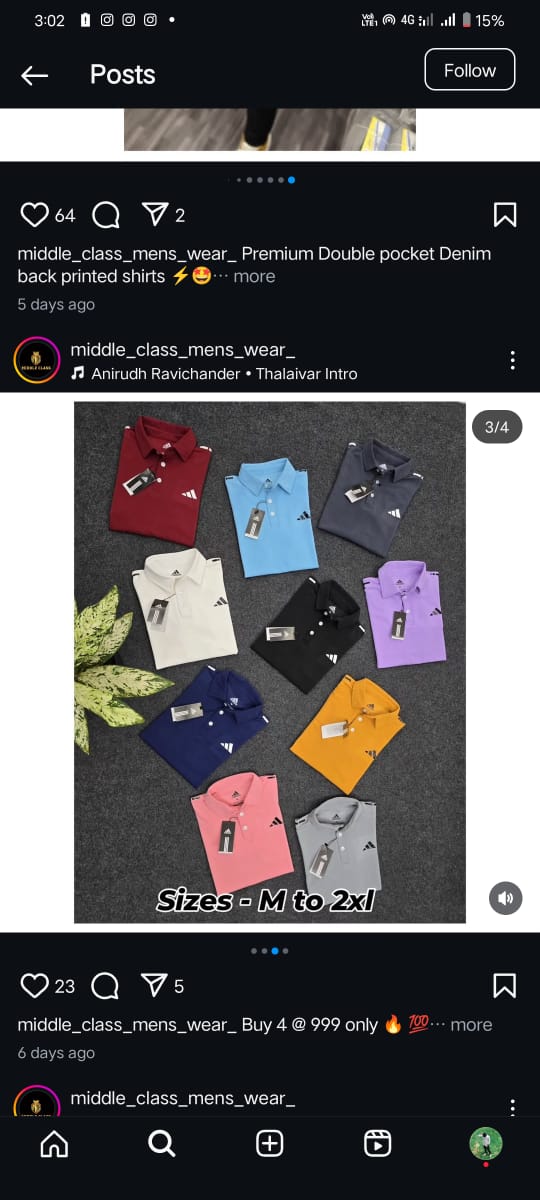 3:02
Vo)) LTE1 4G 15%
Posts
Follow
64 2
middle_class_mens_wear_ Premium Double pocket Denim
back printed shirts ⚡🤩... more
5 days ago
middle_class_mens_wear_
Anirudh Ravichander • Thalaivar Intro
MIDDLE CLASS
3/4
Sizes - M to 2xl
23 5
middle_class_mens_wear_ Buy 4 @ 999 only 🔥 💯... more
6 days ago
middle_class_mens_wear_